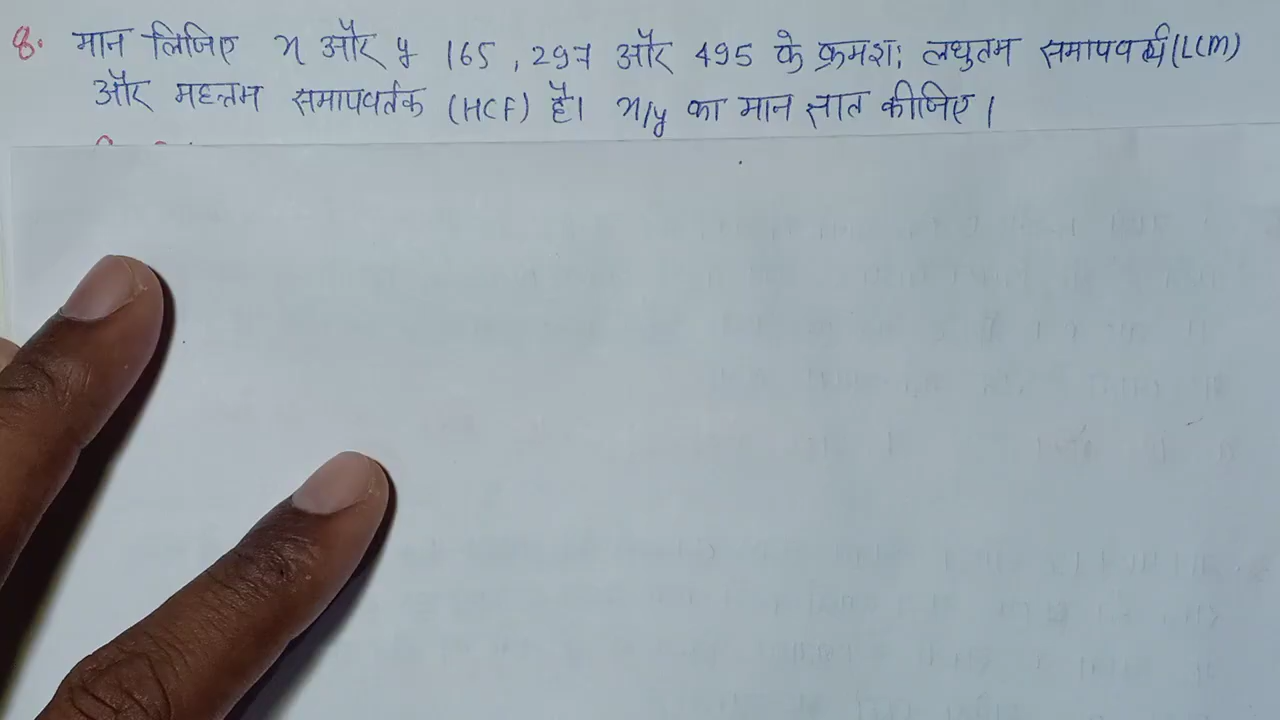 8. मान लिजिए x और y 165, 297 और 495 के क्रमश: लघुतम समापवर्त्य (LCM)
और महत्तम समापवर्तक (HCF) है। x/y का मान ज्ञात कीजिए।